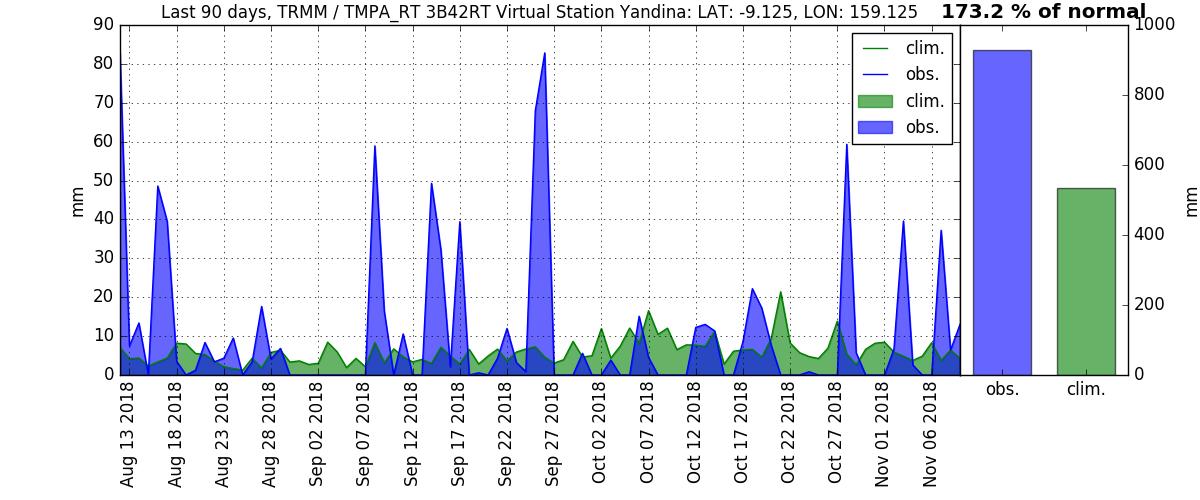 Last 90 days, TRMM / TMPA_RT 3B42RT Virtual Station Yandina: LAT: -9.125, LON: 159.125
173.2 % of normal
90
80
70
60
50
40
30
20
10
0
mm
clim.
obs.
clim.
obs.
1000
800
600
400
200
0
mm
Aug 13 2018
Aug 18 2018
Aug 23 2018
Aug 28 2018
Sep 02 2018
Sep 07 2018
Sep 12 2018
Sep 17 2018
Sep 22 2018
Sep 27 2018
Oct 02 2018
Oct 07 2018
Oct 12 2018
Oct 17 2018
Oct 22 2018
Oct 27 2018
Nov 01 2018
Nov 06 2018
obs.
clim.